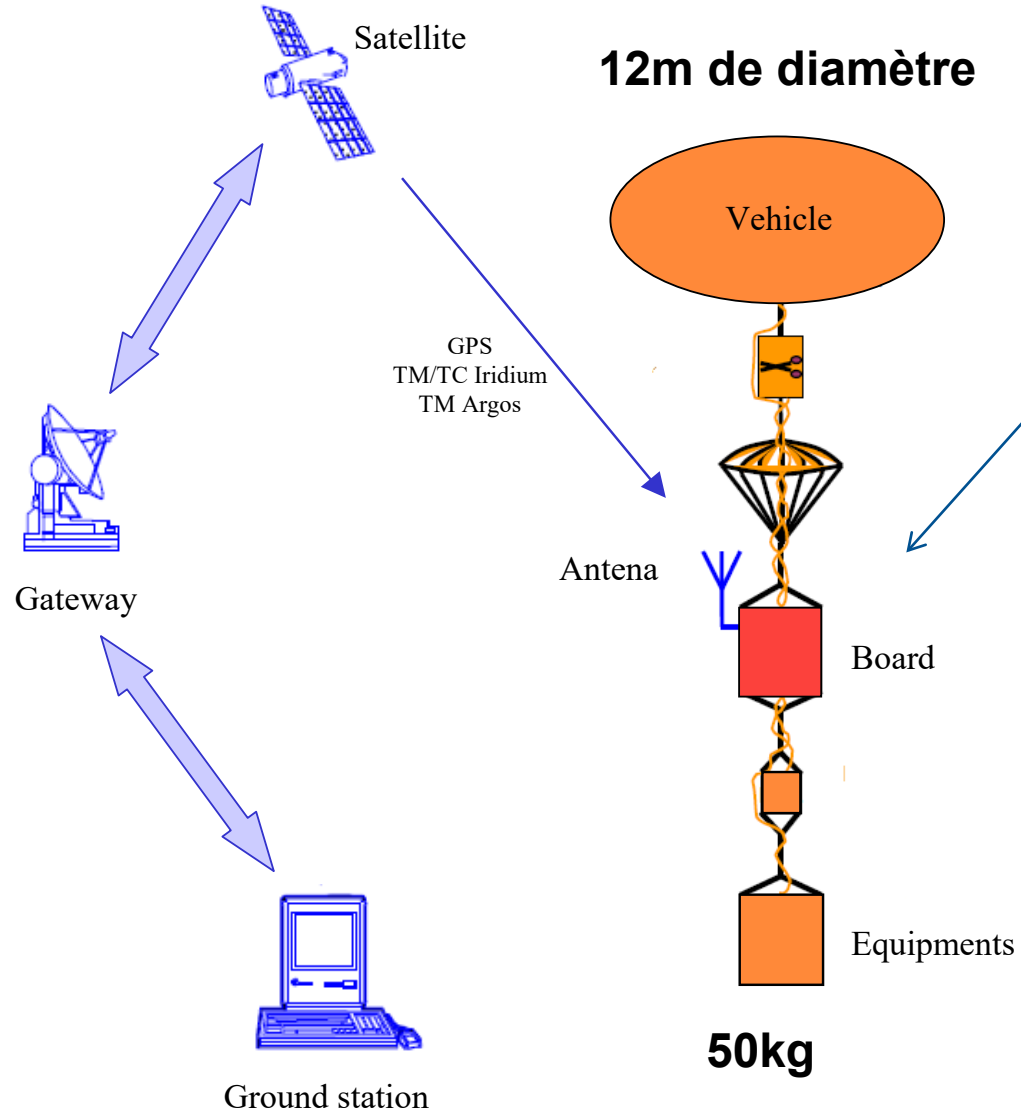 Satellite
12m de diamètre
Vehicle
GPS
TM/TC Iridium
TM Argos
Antena
Gateway
Board
Equipments
50kg
Ground station